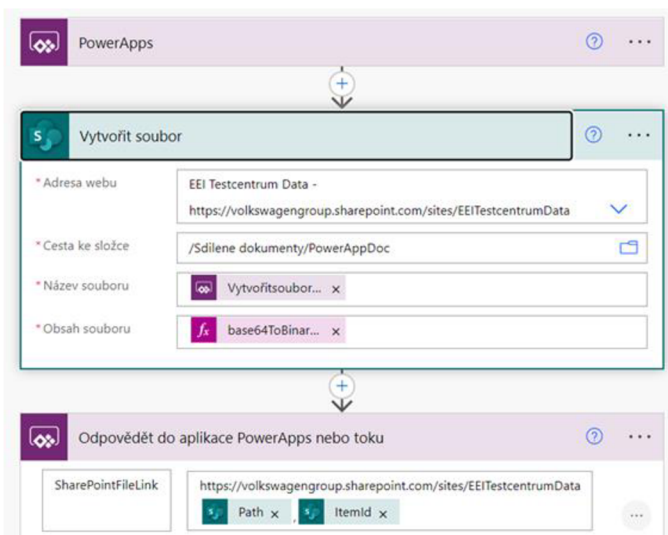 PowerApps
Vytvořit soubor
* Adresa webu
EEI Testcentrum Data -
https://volkswagengroup.sharepoint.com/sites/EEITestcentrumData
* Cesta ke složce
/Sdilene dokumenty/PowerAppDoc
* Název souboru
Vytvořitsoubor... x
* Obsah souboru
fx base64ToBinar... x
Odpovědět do aplikace PowerApps nebo toku
SharePointFileLink
https://volkswagengroup.sharepoint.com/sites/EEITestcentrumData
Path x , ItemId x